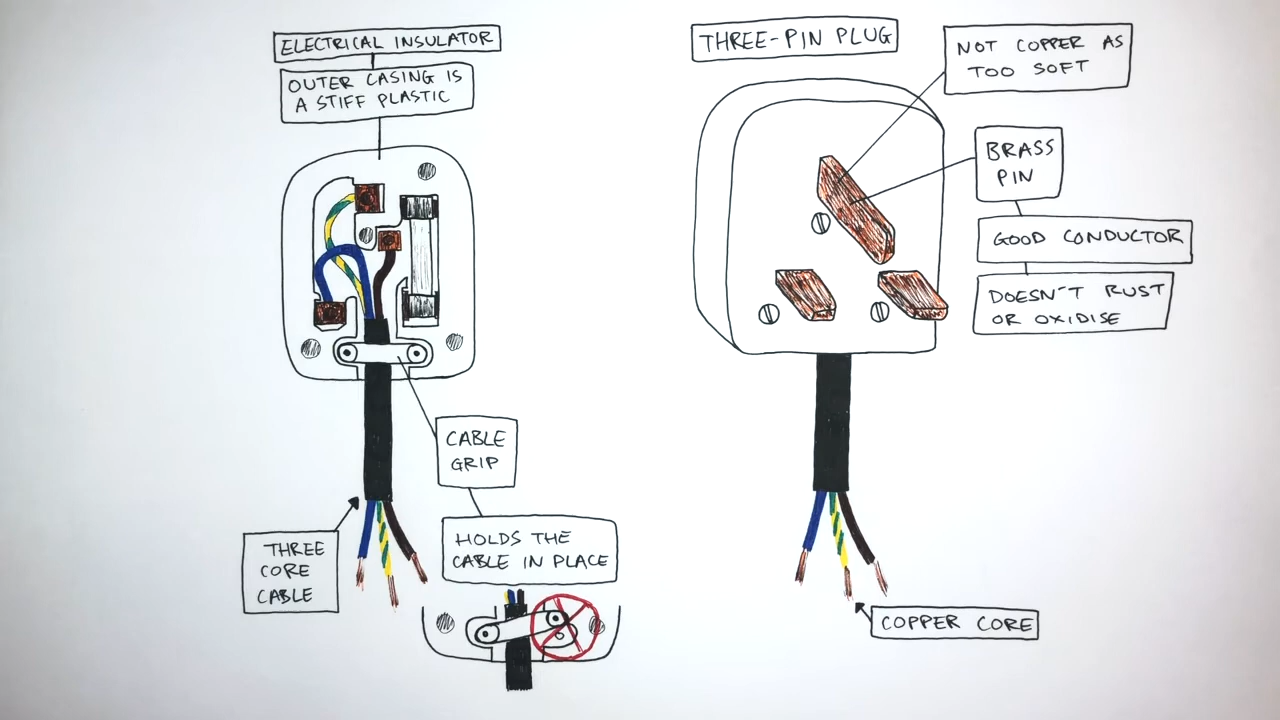 ELECTRICAL INSULATOR
OUTER CASING IS
A STIFF PLASTIC
CABLE
GRIP
HOLDS THE
CABLE IN PLACE
THREE
CORE
CABLE
THREE-PIN PLUG
NOT COPPER AS
TOO SOFT
BRASS
PIN
GOOD CONDUCTOR
DOESN'T RUST
OR OXIDISE
COPPER CORE